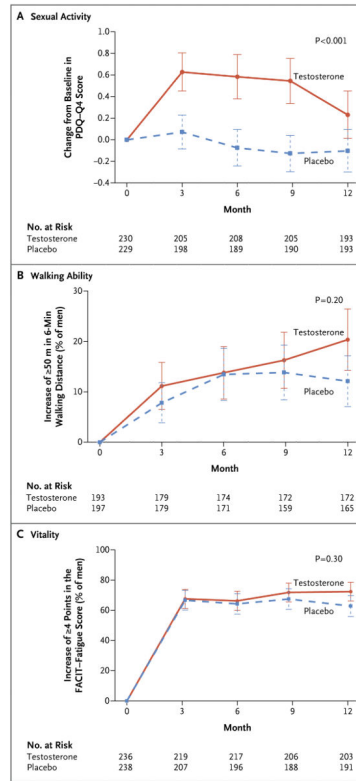 A Sexual Activity
Change from Baseline in
PDQ–Q4 Score
1.0
0.8
0.6
0.4
0.2
0.0
−0.2
−0.4
P<0.001
Testosterone
Placebo
0 3 6 9 12
Month
No. at Risk
Testosterone 230 205 208 205 193
Placebo 229 198 189 190 193
B Walking Ability
Increase of ≥50 m in 6-Min
Walking Distance (% of men)
30
20
10
0
P=0.20
Testosterone
Placebo
0 3 6 9 12
Month
No. at Risk
Testosterone 193 179 174 172 172
Placebo 197 179 171 159 165
C Vitality
Increase of ≥4 Points in the
FACIT–Fatigue Score (% of men)
100
80
60
40
20
0
P=0.30
Testosterone
Placebo
0 3 6 9 12
Month
No. at Risk
Testosterone 236 219 217 206 203
Placebo 238 207 196 188 191